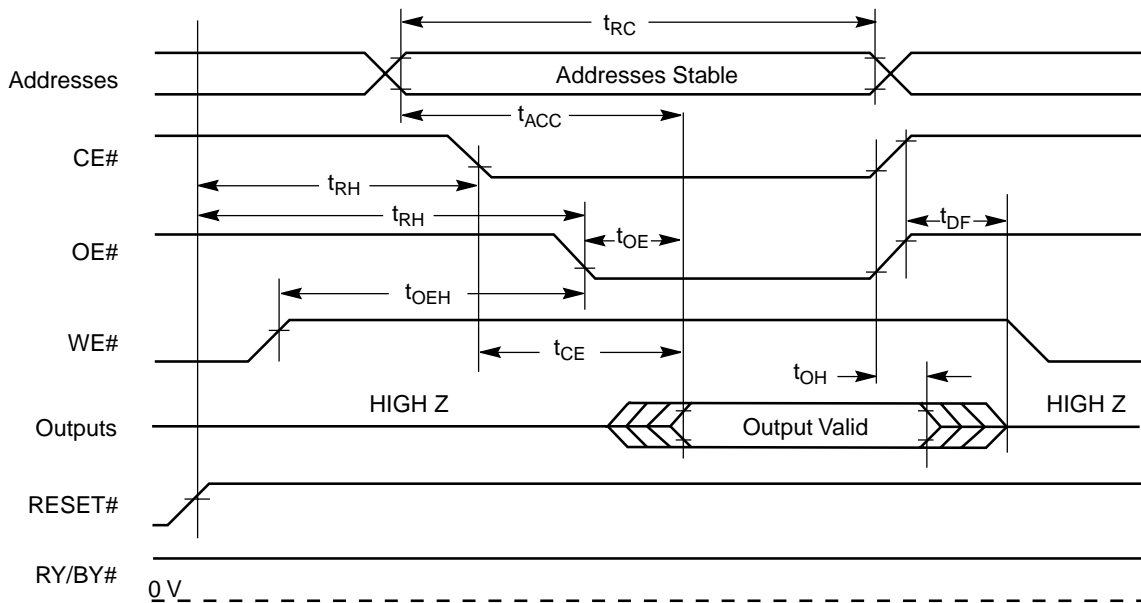 tRC
Addresses
Addresses Stable
tACC
CE#
tRH
tRH
tDF
OE#
tOE
tOEH
WE#
tCE
tOH
HIGH Z
HIGH Z
Outputs
Output Valid
RESET#
RY/BY#
0 V